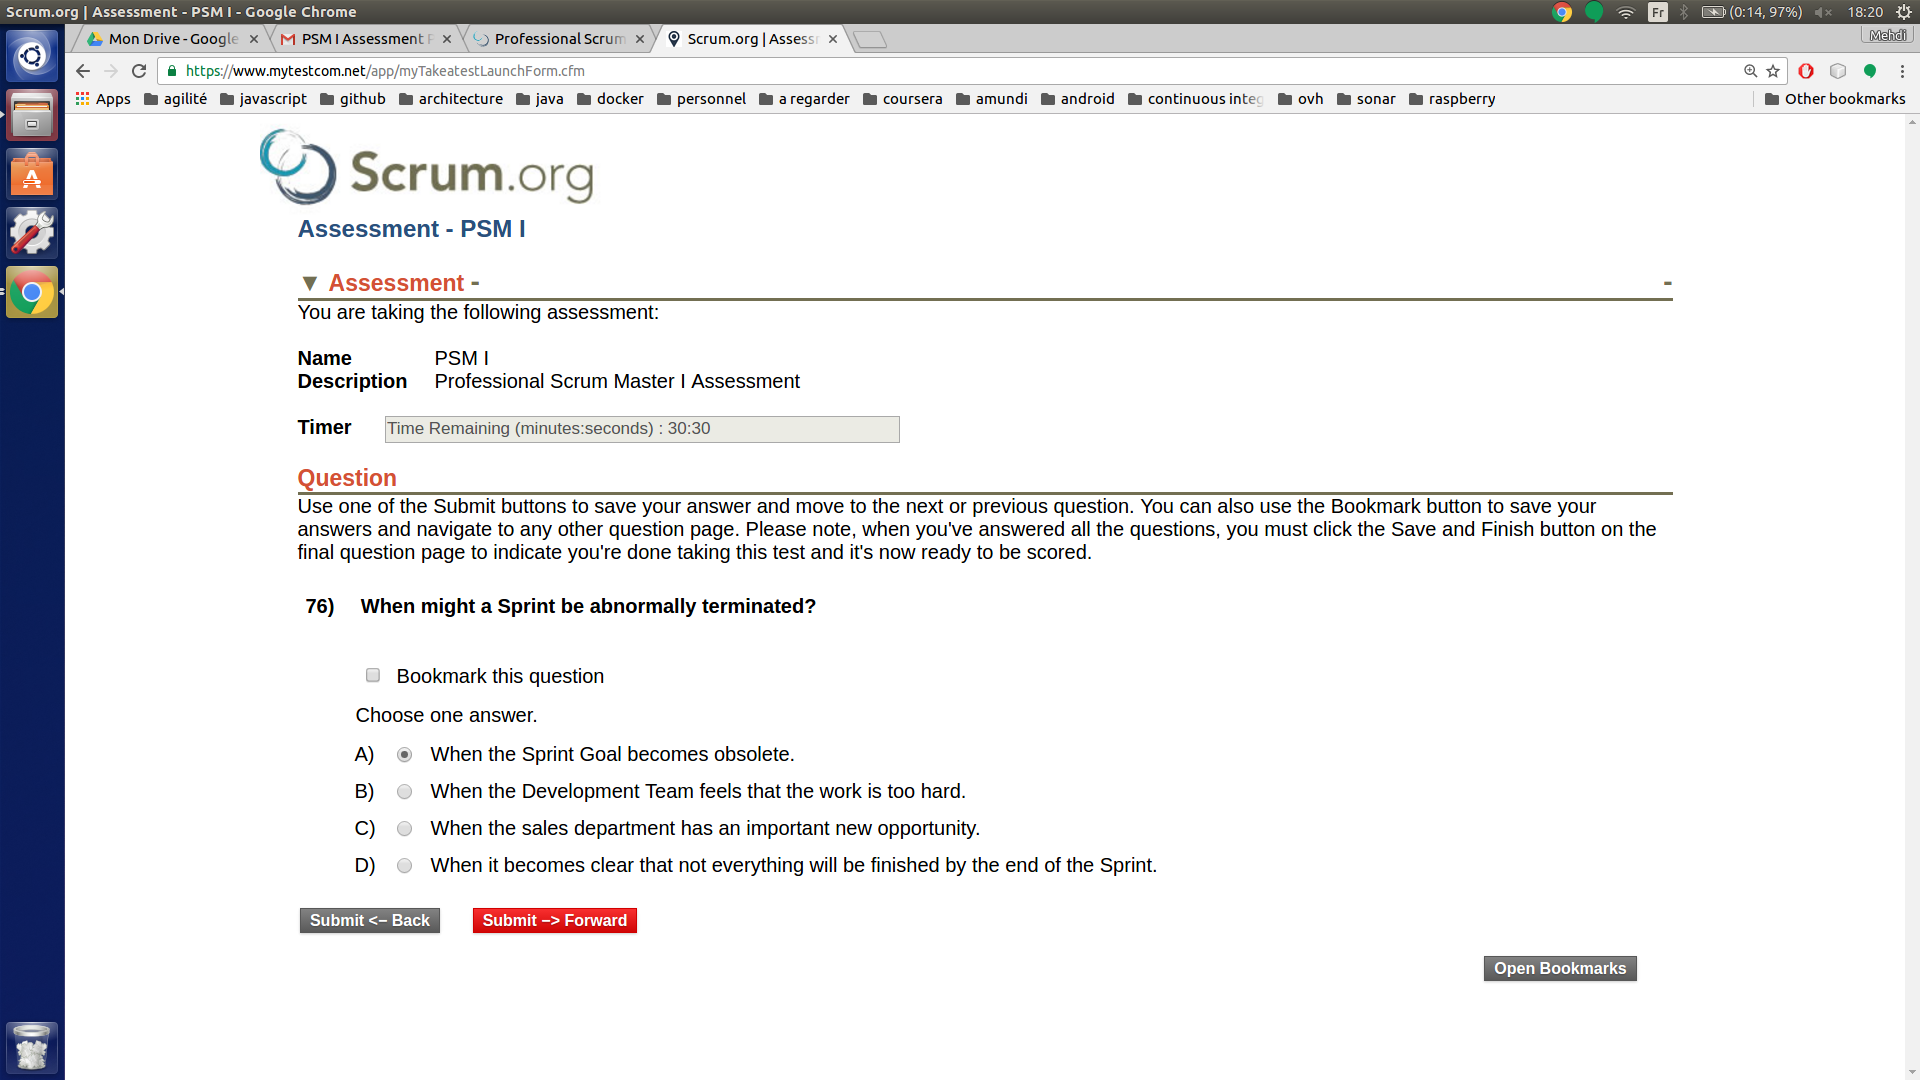 Scrum.org | Assessment - PSM I - Google Chrome
Fr
(0:14, 97%)
18:20
Mon Drive - Google
PSM I Assessment
Professional Scrum
Scrum.org | Assess
Mehdi
https://www.mytestcom.net/app/myTakeatestLaunchForm.cfm
Apps agilité javascript github architecture java docker personnel a regarder coursera amundi android continuous integ ovh sonar raspberry Other bookmarks
Scrum.org
Assessment - PSM I
▼ Assessment - -
You are taking the following assessment:
Name PSM I
Description Professional Scrum Master I Assessment
Timer Time Remaining (minutes:seconds) : 30:30
Question
Use one of the Submit buttons to save your answer and move to the next or previous question. You can also use the Bookmark button to save your
answers and navigate to any other question page. Please note, when you've answered all the questions, you must click the Save and Finish button on the
final question page to indicate you're done taking this test and it's now ready to be scored.
76) When might a Sprint be abnormally terminated?
Bookmark this question
Choose one answer.
A) When the Sprint Goal becomes obsolete.
B) When the Development Team feels that the work is too hard.
C) When the sales department has an important new opportunity.
D) When it becomes clear that not everything will be finished by the end of the Sprint.
Submit <– Back Submit –> Forward
Open Bookmarks